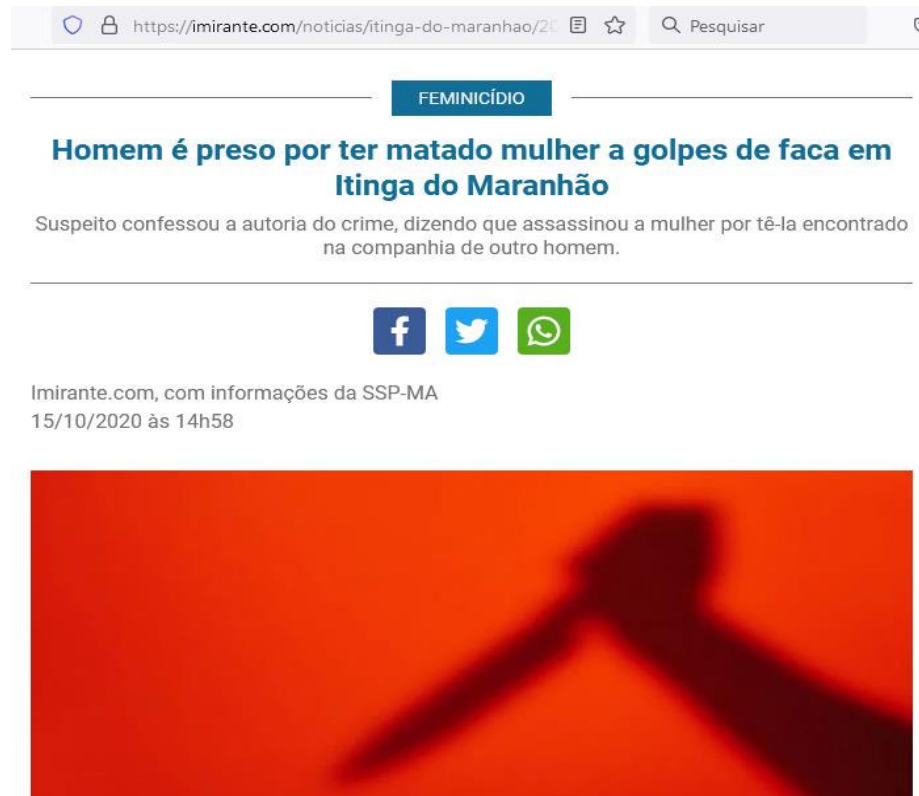 https://imirante.com/noticias/itinga-do-maranhao/20 Pesquisar
FEMINICÍDIO
Homem é preso por ter matado mulher a golpes de faca em
Itinga do Maranhão
Suspeito confessou a autoria do crime, dizendo que assassinou a mulher por tê-la encontrado
na companhia de outro homem.
Imirante.com, com informações da SSP-MA
15/10/2020 às 14h58